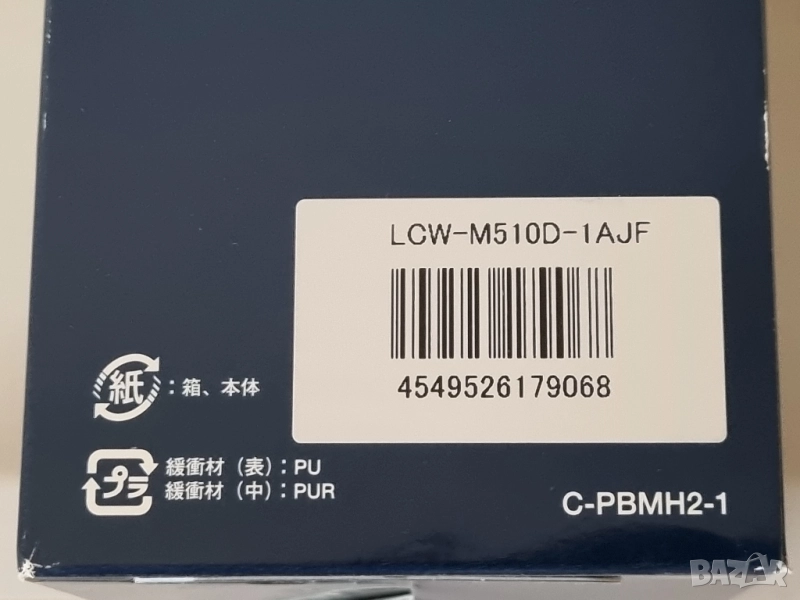 LCW-M510D-1AJF
4549526179068
紙：箱、本体
プラ
緩衝材（表）：PU
緩衝材（中）：PUR
C-PBMH2-1
BAZAR